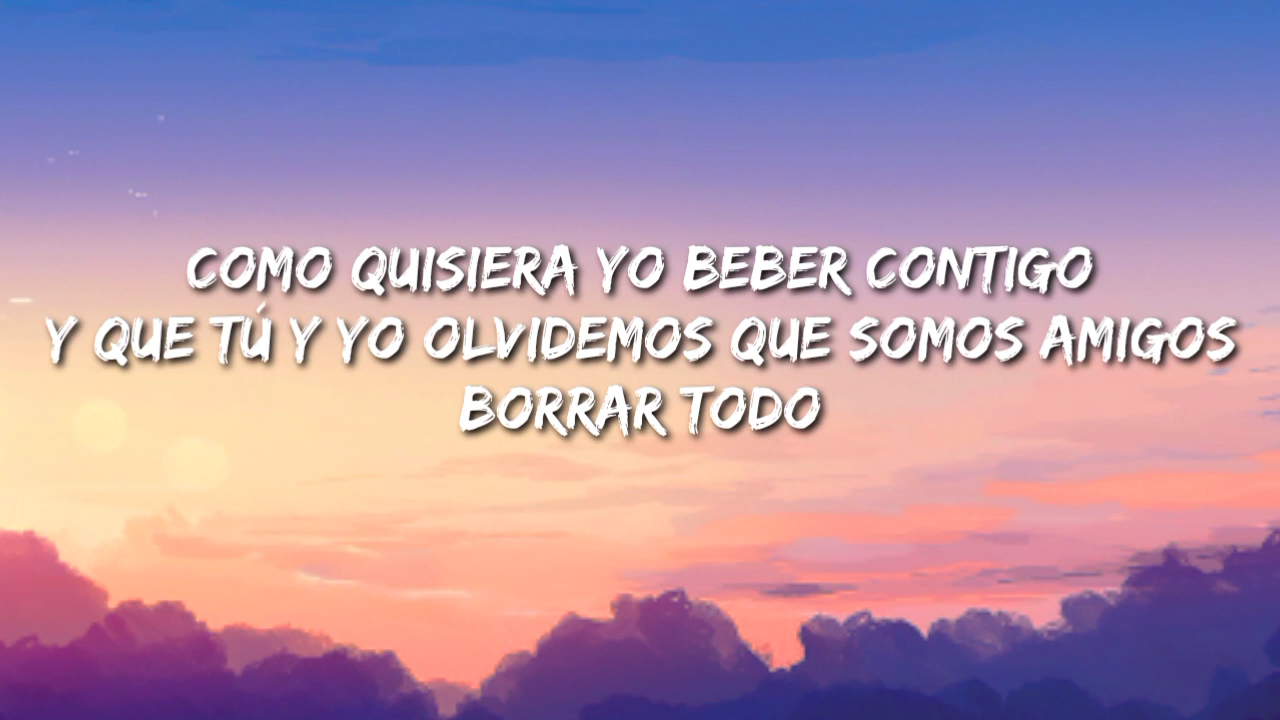 COMO QUISIERA YO BEBER CONTIGO
Y QUE TÚ Y YO OLVIDEMOS QUE SOMOS AMIGOS
BORRAR TODO